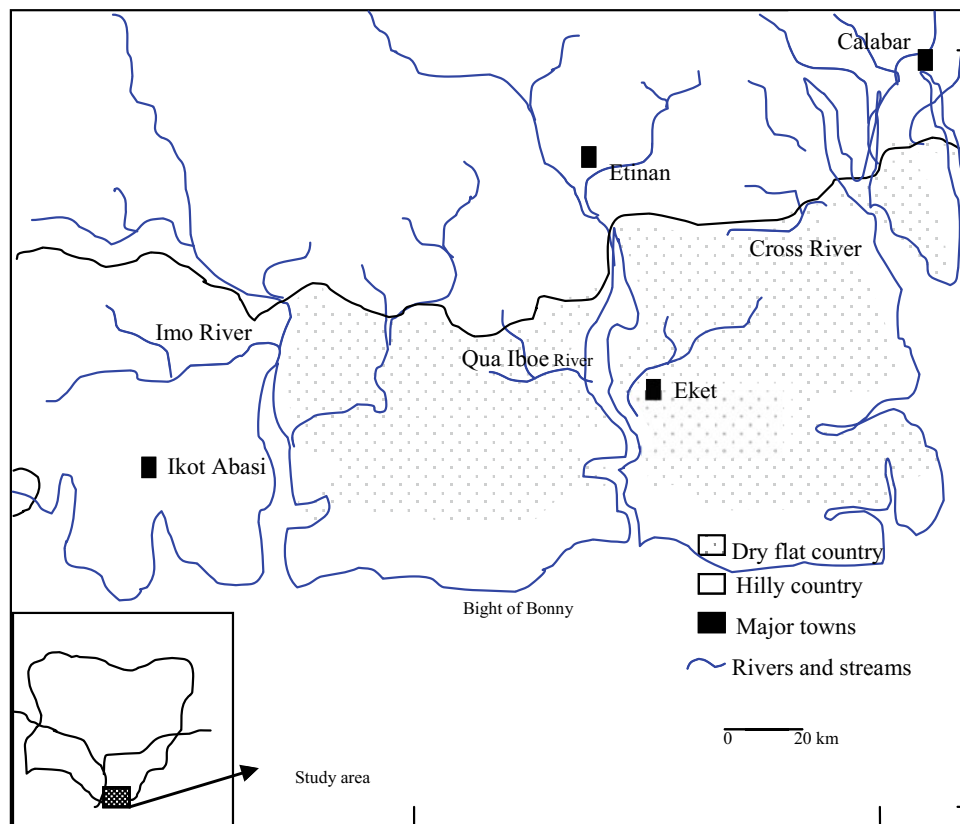 Calabar
Etinan
Cross River
Imo River
Qua Iboe River
Eket
Ikot Abasi
Dry flat country
Hilly country
Bight of Bonny
Major towns
Rivers and streams
0 20 km
Study area